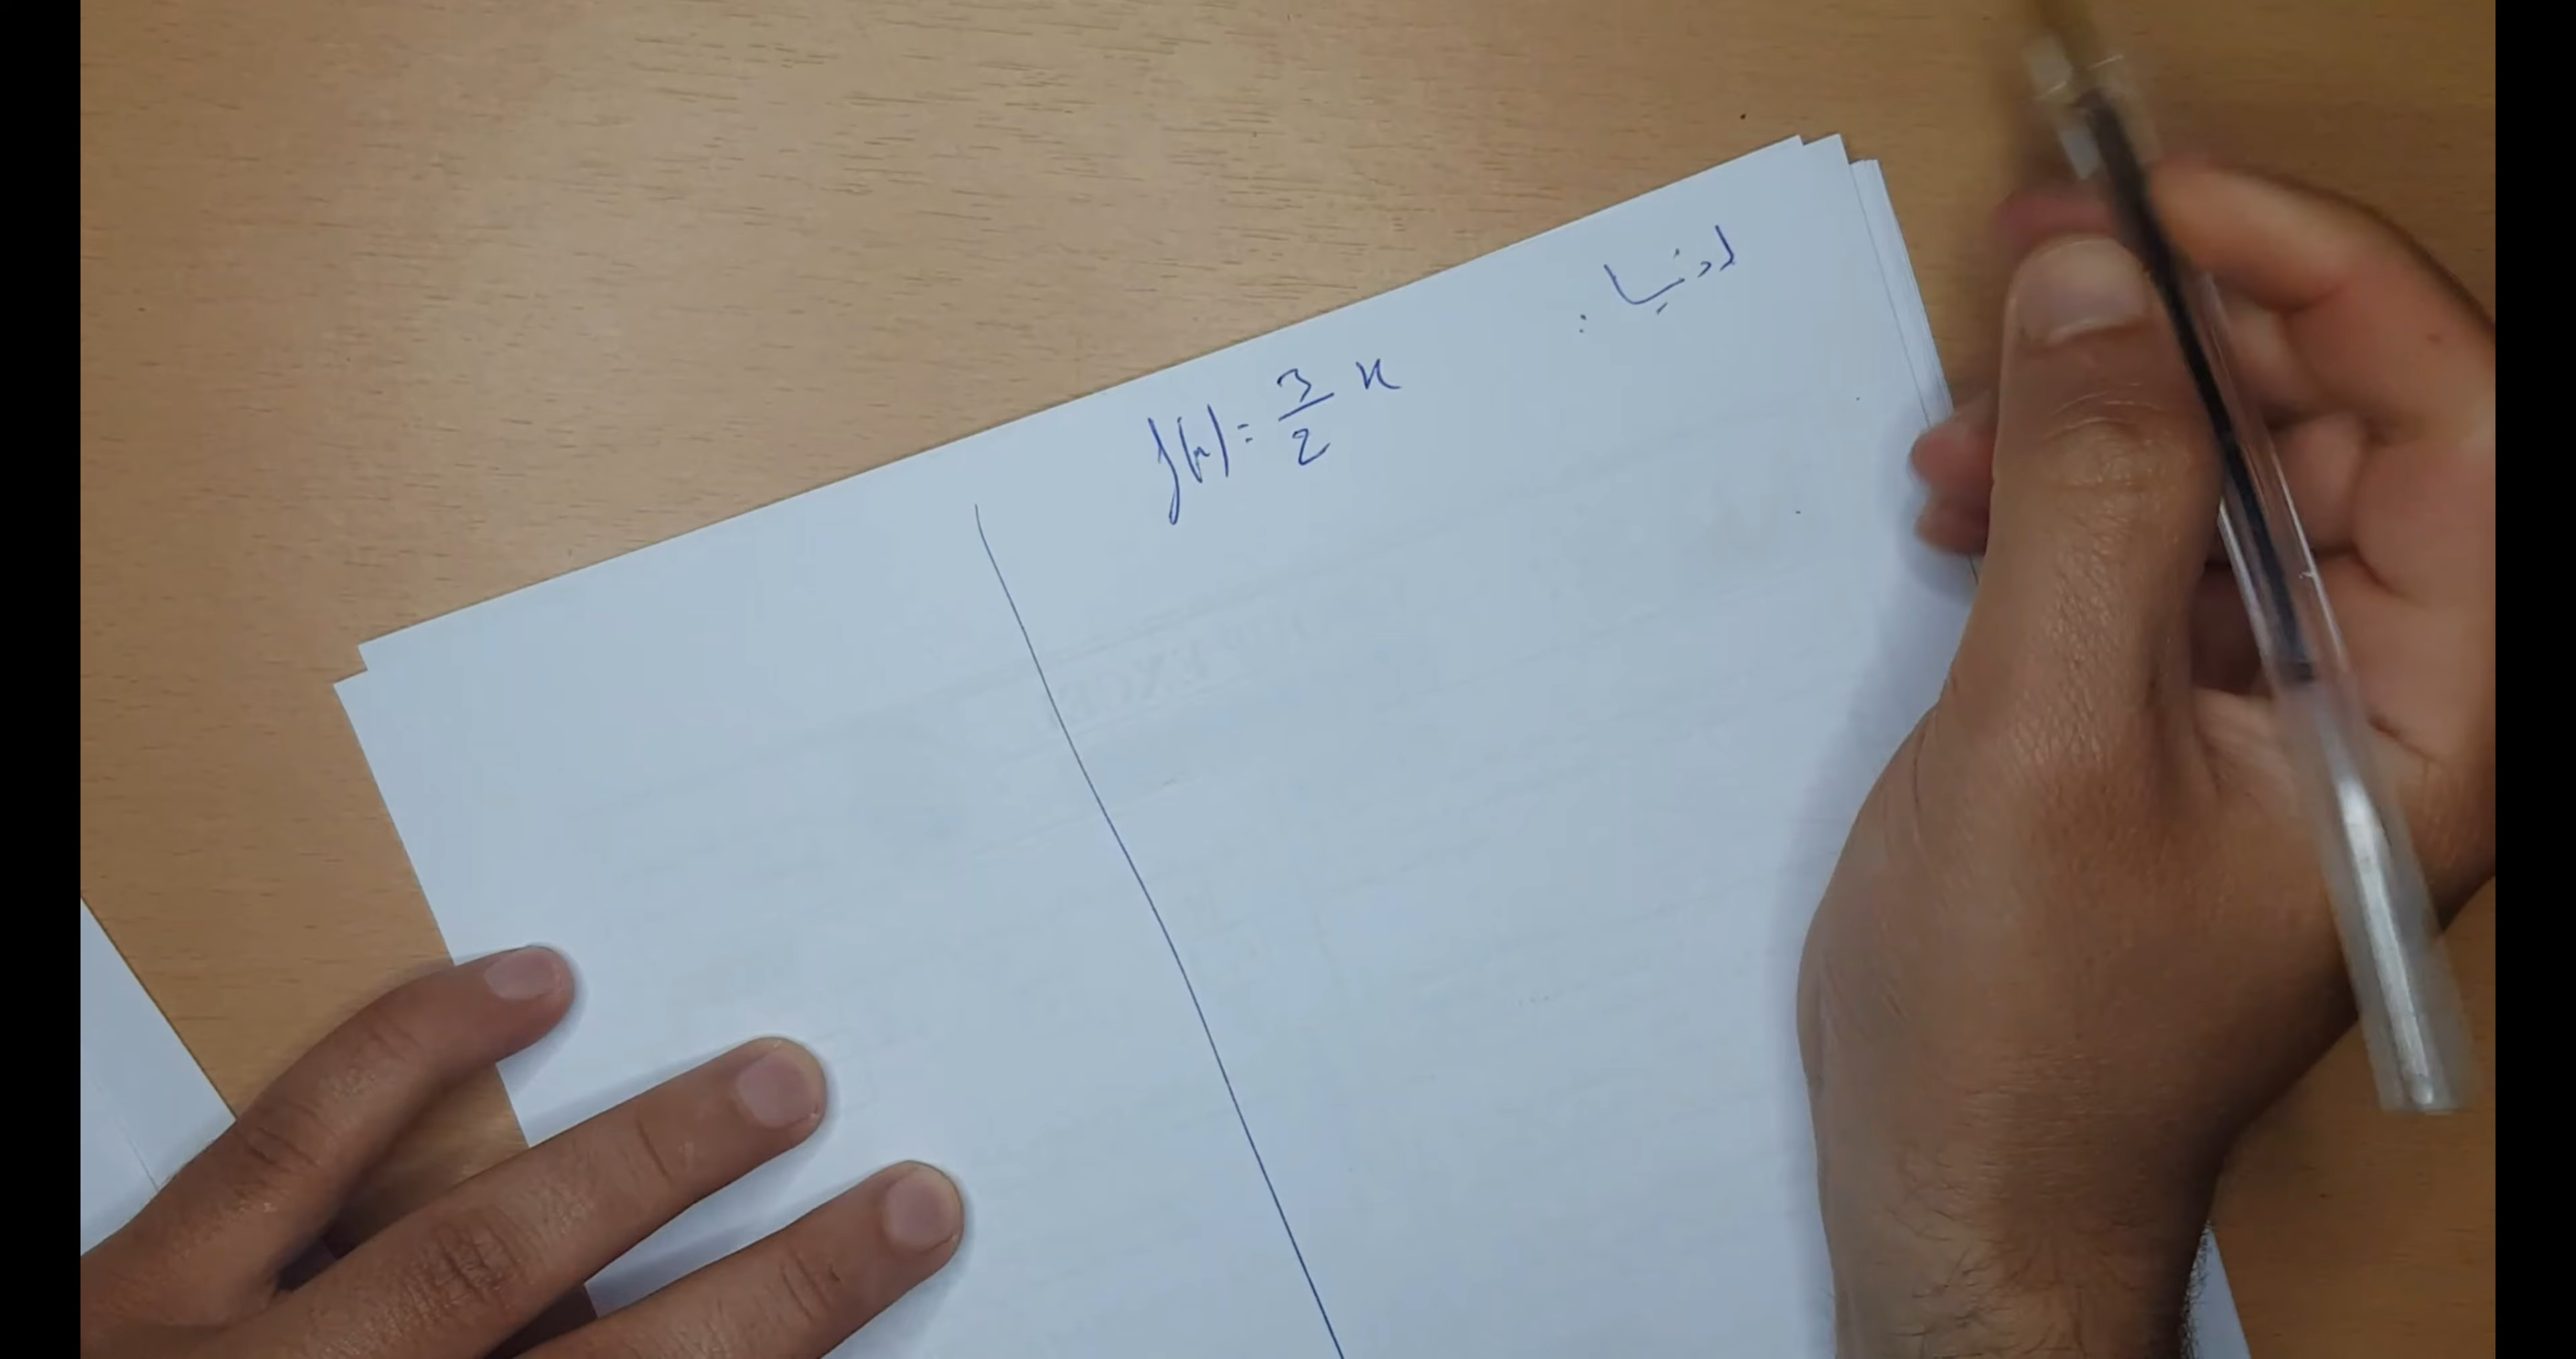 لدينا :
f(x) = 3/2 x